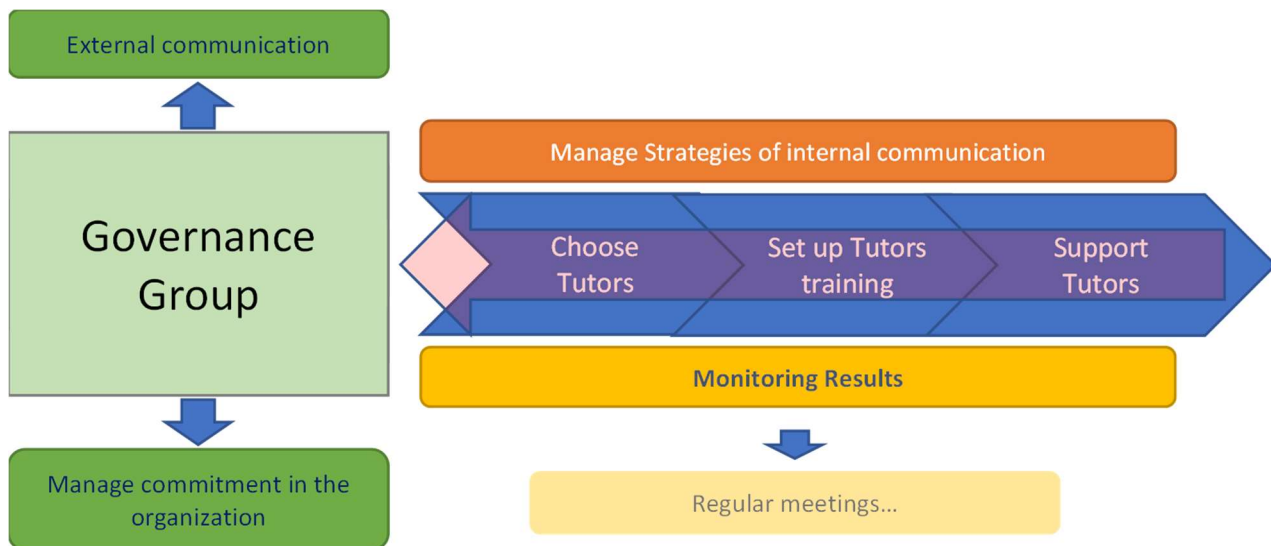 External communication
Governance
Group
Manage commitment in the
organization
Manage Strategies of internal communication
Choose
Tutors
Set up Tutors
training
Support
Tutors
Monitoring Results
Regular meetings...